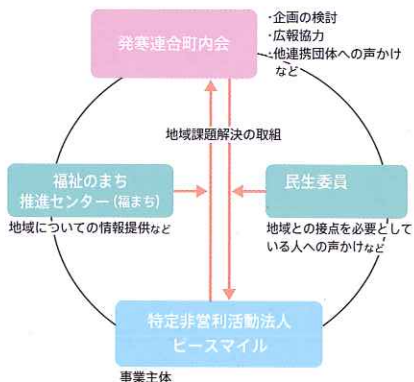 発寒連合町内会
・企画の検討
・広報協力
・他連携団体への声かけ
など
地域課題解決の取組
福祉のまち
推進センター(福まち)
地域についての情報提供など
民生委員
地域との接点を必要として
いる人への声かけなど
特定非営利活動法人
ピースマイル
事業主体